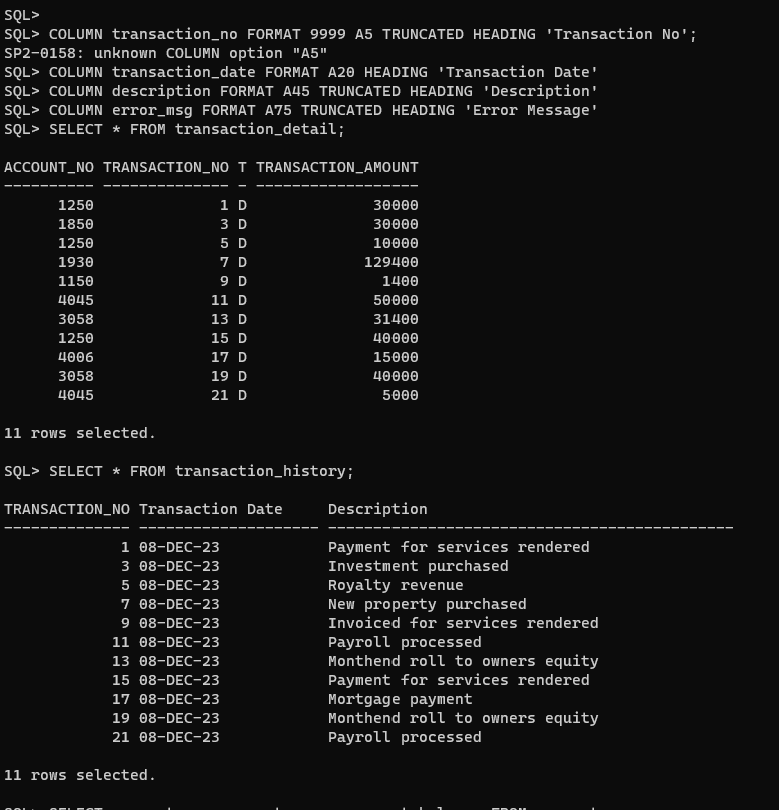 SQL>
SQL> COLUMN transaction_no FORMAT 9999 A5 TRUNCATED HEADING 'Transaction No';
SP2-0158: unknown COLUMN option "A5"
SQL> COLUMN transaction_date FORMAT A20 HEADING 'Transaction Date'
SQL> COLUMN description FORMAT A45 TRUNCATED HEADING 'Description'
SQL> COLUMN error_msg FORMAT A75 TRUNCATED HEADING 'Error Message'
SQL> SELECT * FROM transaction_detail;
ACCOUNT_NO TRANSACTION_NO T TRANSACTION_AMOUNT
---------- -------------- - ------------------
1250 1 D 30000
1850 3 D 30000
1250 5 D 10000
1930 7 D 129400
1150 9 D 1400
4045 11 D 50000
3058 13 D 31400
1250 15 D 40000
4006 17 D 15000
3058 19 D 40000
4045 21 D 5000
11 rows selected.
SQL> SELECT * FROM transaction_history;
TRANSACTION_NO Transaction Date Description
-------------- -------------------- ---------------------------------------------
1 08-DEC-23 Payment for services rendered
3 08-DEC-23 Investment purchased
5 08-DEC-23 Royalty revenue
7 08-DEC-23 New property purchased
9 08-DEC-23 Invoiced for services rendered
11 08-DEC-23 Payroll processed
13 08-DEC-23 Monthend roll to owners equity
15 08-DEC-23 Payment for services rendered
17 08-DEC-23 Mortgage payment
19 08-DEC-23 Monthend roll to owners equity
21 08-DEC-23 Payroll processed
11 rows selected.